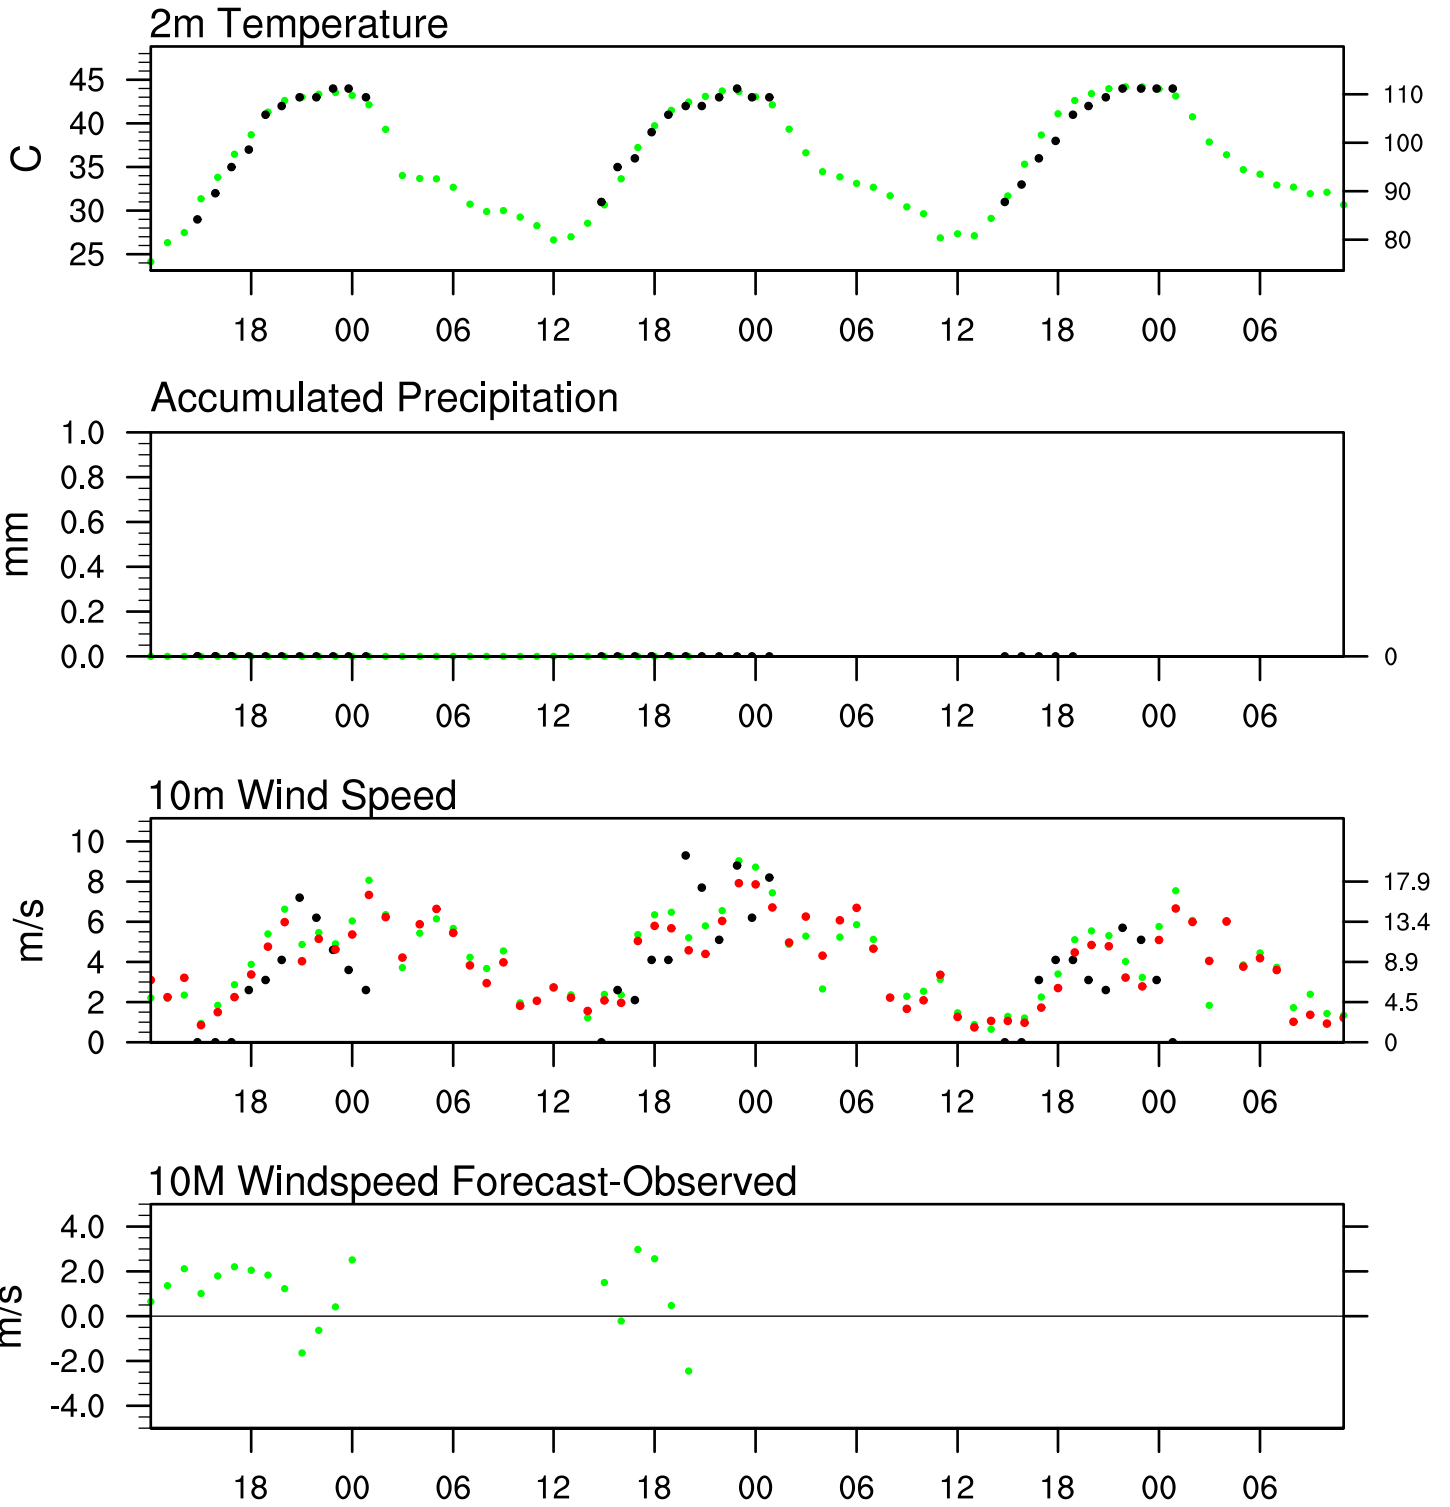 2m Temperature
C
45
40
35
30
25
110
100
90
80
18 00 06 12 18 00 06 12 18 00 06
Accumulated Precipitation
mm
1.0
0.8
0.6
0.4
0.2
0.0
0
18 00 06 12 18 00 06 12 18 00 06
10m Wind Speed
m/s
10
8
6
4
2
0
17.9
13.4
8.9
4.5
0
18 00 06 12 18 00 06 12 18 00 06
10M Windspeed Forecast-Observed
m/s
4.0
2.0
0.0
-2.0
-4.0
18 00 06 12 18 00 06 12 18 00 06